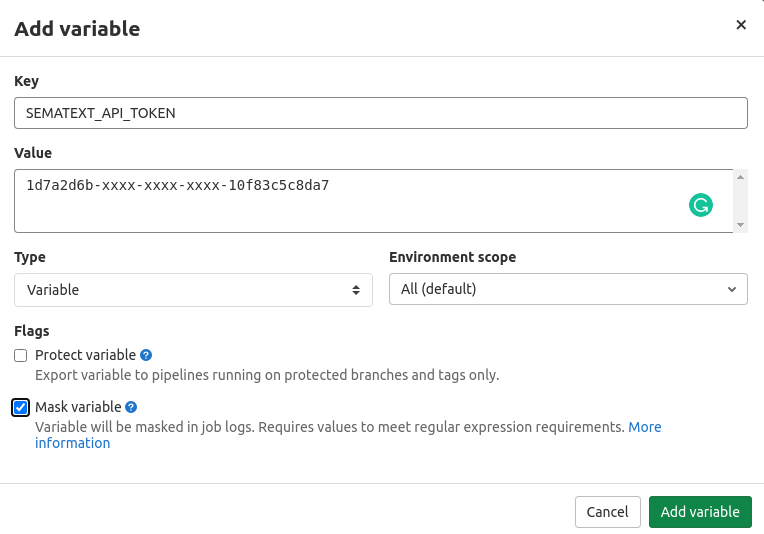 Add variable
Key
SEMATEXT_API_TOKEN
Value
1d7a2d6b-xxxx-xxxx-xxxx-10f83c5c8da7
Type
Environment scope
Variable
All (default)
Flags
Protect variable
Export variable to pipelines running on protected branches and tags only.
Mask variable
Variable will be masked in job logs. Requires values to meet regular expression requirements. More
information
Cancel
Add variable